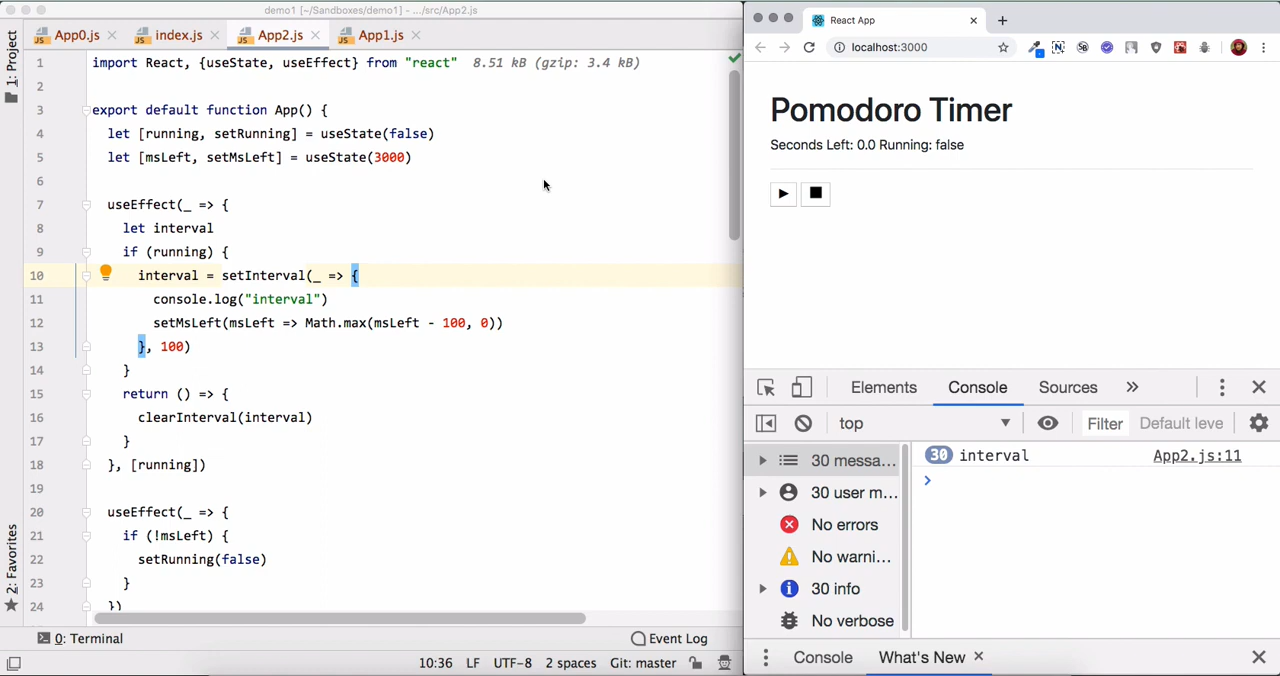 demo1 [~/Sandboxes/demo1] - .../src/App2.js
App0.js
index.js
App2.js
App1.js
1: Project
2: Favorites
1 import React, {useState, useEffect} from "react" 8.51 kB (gzip: 3.4 kB)
2
3 export default function App() {
4 let [running, setRunning] = useState(false)
5 let [msLeft, setMsLeft] = useState(3000)
6
7 useEffect(_ => {
8 let interval
9 if (running) {
10 interval = setInterval(_ => {
11 console.log("interval")
12 setMsLeft(msLeft => Math.max(msLeft - 100, 0))
13 }, 100)
14 }
15 return () => {
16 clearInterval(interval)
17 }
18 }, [running])
19
20 useEffect(_ => {
21 if (!msLeft) {
22 setRunning(false)
23 }
24 })
0: Terminal
Event Log
10:36 LF UTF-8 2 spaces Git: master
React App
localhost:3000
Pomodoro Timer
Seconds Left: 0.0 Running: false
Elements Console Sources
top
Filter
Default leve
30 messa...
30 user m...
No errors
No warni...
30 info
No verbose
30 interval App2.js:11
Console
What's New